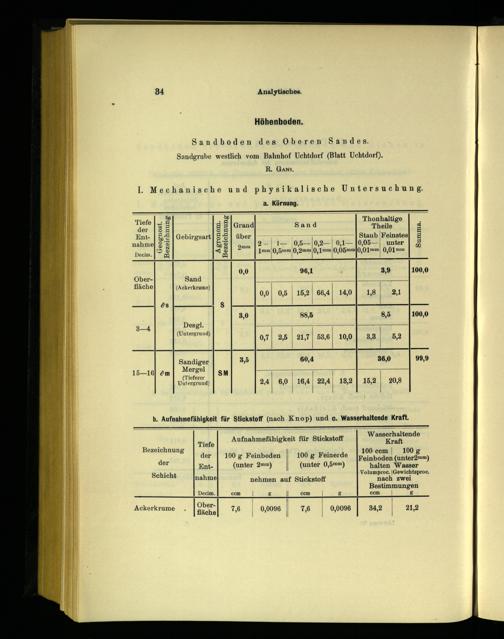 34 Analytisches.
Höhenboden.
Sandboden des Oberen Sandes.
Sandgrube westlich vom Bahnhof Uchtdorf (Blatt Uchtdorf).
R. Gans.
I. Mechanische und physikalische Untersuchung.
a. Körnung.
Tiefe der Entnahme Decim. Geognost. Bezeichnung Gebirgsart Agronom. Bezeichnung Grand über 2mm Sand Thonhaltige Theile Summa.
2—1mm 1—0,5mm 0,5—0,2mm 0,2—0,1mm 0,1—0,05mm Staub 0,05—0,01mm Feinstes unter 0,01mm
Oberfläche ∂s Sand (Ackerkrume) S 0,0 96,1 3,9 100,0
0,0 0,5 15,2 66,4 14,0 1,8 2,1
3—4 Desgl. (Untergrund) 3,0 88,5 8,5 100,0
0,7 2,5 21,7 53,6 10,0 3,3 5,2
15—16 ∂m Sandiger Mergel (Tieferer Untergrund) SM 3,5 60,4 36,0 99,9
2,4 6,0 16,4 22,4 13,2 15,2 20,8
b. Aufnahmefähigkeit für Stickstoff (nach Knop) und c. Wasserhaltende Kraft.
Bezeichnung der Schicht
Tiefe der Entnahme Decim.
Aufnahmefähigkeit für Stickstoff
100 g Feinboden (unter 2mm) 100 g Feinerde (unter 0,5mm)
nehmen auf Stickstoff
ccm g ccm g
Wasserhaltende Kraft
100 ccm 100 g
Feinboden (unter 2mm)
halten Wasser
Volumproc. Gewichtsproc.
nach zwei
Bestimmungen
ccm g
Ackerkrume . Oberfläche 7,6 0,0096 7,6 0,0096 34,2 21,2